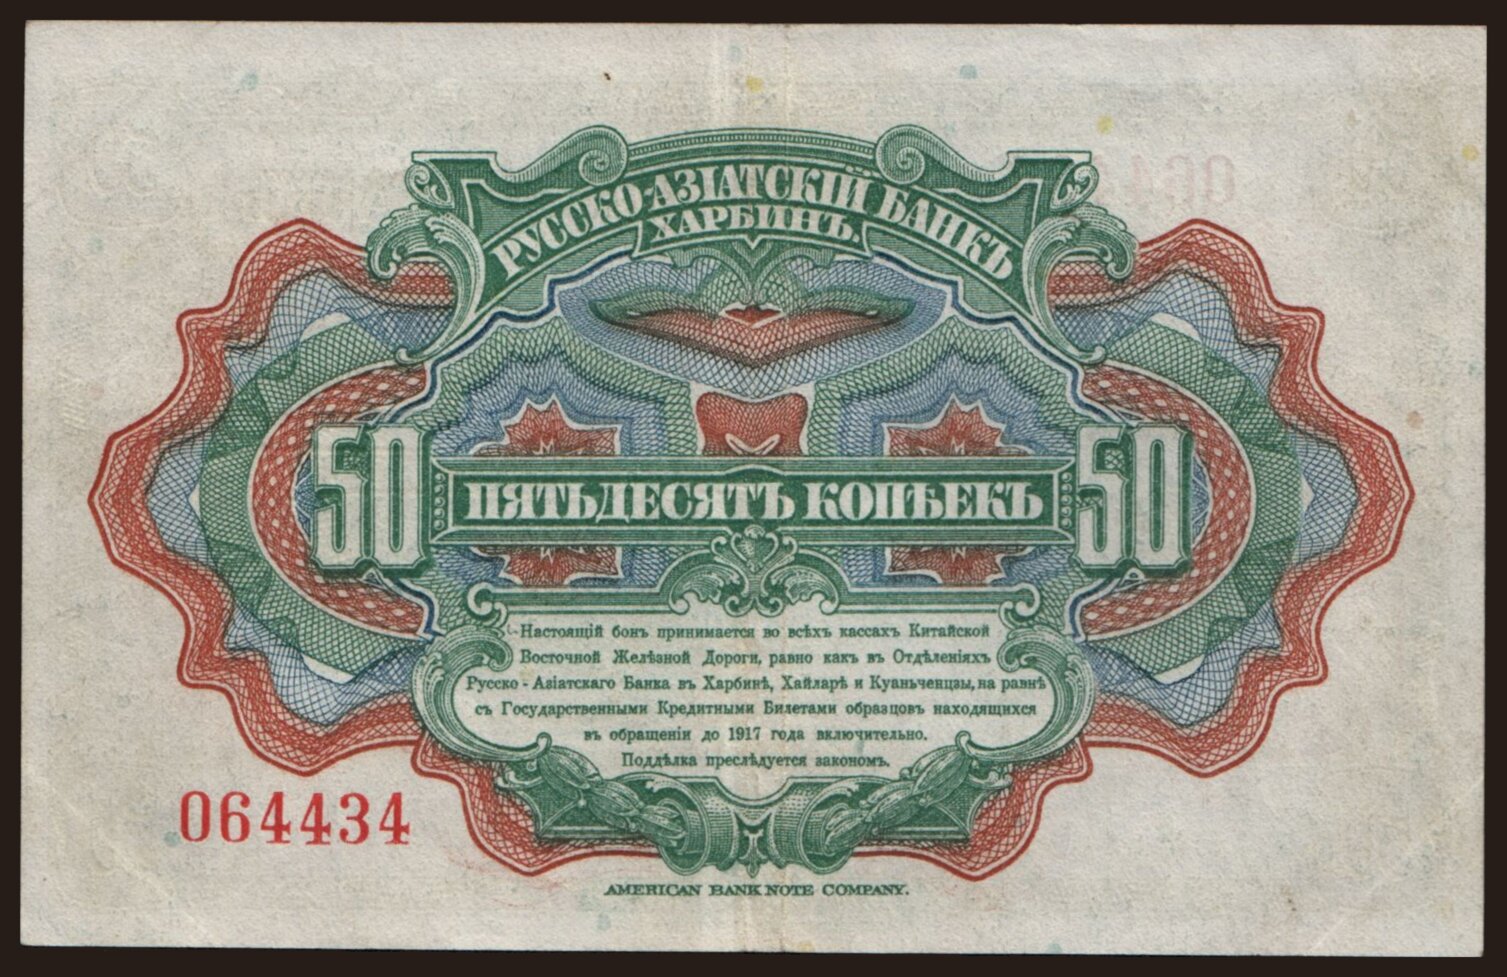 РУССКО-АЗІАТСКІЙ БАНКЪ
ХАРБИНЪ.
50 ПЯТЬДЕСЯТЪ КОПѢЕКЪ 50
Настоящій бонъ принимается во всѣхъ кассахъ Китайской
Восточной Желѣзной Дороги, равно какъ въ Отдѣленіяхъ
Русско-Азіатскаго Банка въ Харбинѣ, Хайларѣ и Куаньченцзы, на равнѣ
съ Государственными Кредитными Билетами образцовъ находящихся
въ обращеніи до 1917 года включительно.
Поддѣлка преслѣдуется закономъ.
064434
AMERICAN BANK NOTE COMPANY.